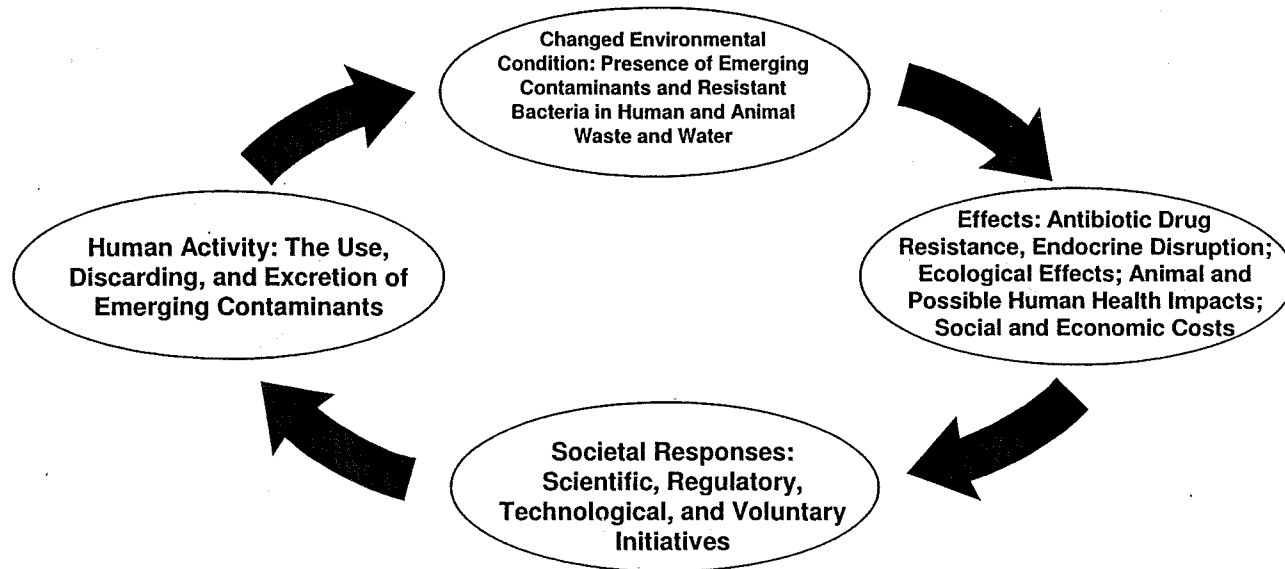 Changed Environmental
Condition: Presence of Emerging
Contaminants and Resistant
Bacteria in Human and Animal
Waste and Water
Effects: Antibiotic Drug
Resistance, Endocrine Disruption;
Ecological Effects; Animal and
Possible Human Health Impacts;
Social and Economic Costs
Societal Responses:
Scientific, Regulatory,
Technological, and Voluntary
Initiatives
Human Activity: The Use,
Discarding, and Excretion of
Emerging Contaminants